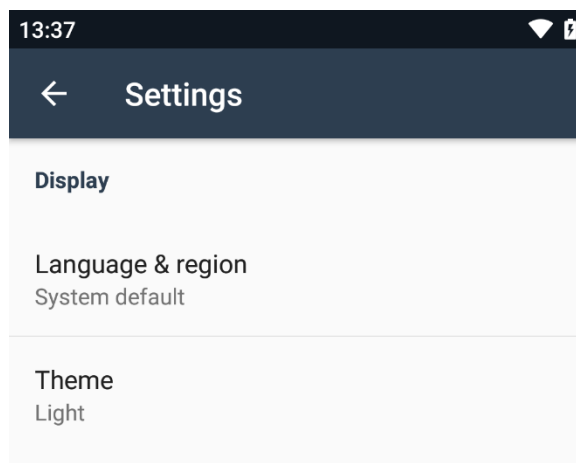 13:37
Settings
Display
Language & region
System default
Theme
Light